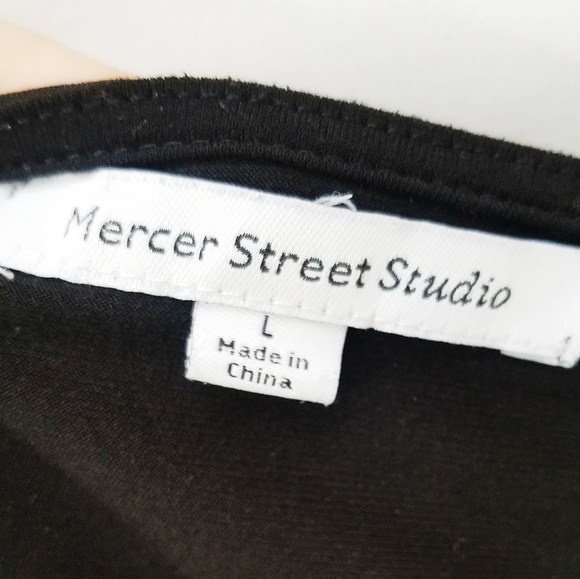 Mercer Street Studio
L
Made in
China